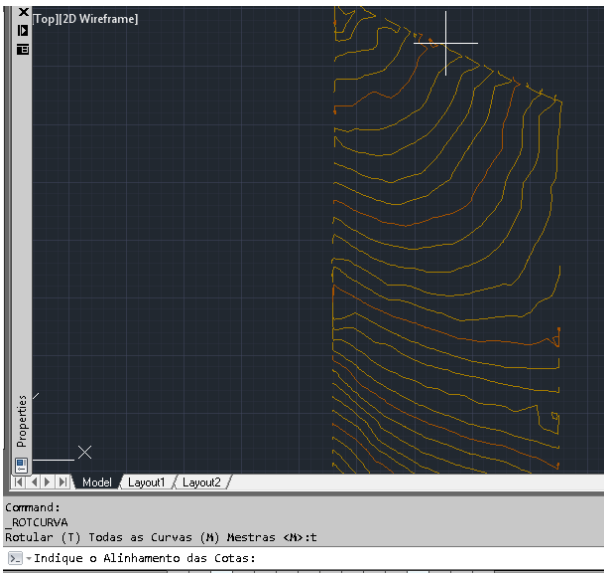 [Top][2D Wireframe]
Properties
X
Model / Layout1 / Layout2 /
Command:
_ROTCURVA
Rotular (T) Todas as Curvas (M) Mestras <M>:t
Indique o Alinhamento das Cotas: